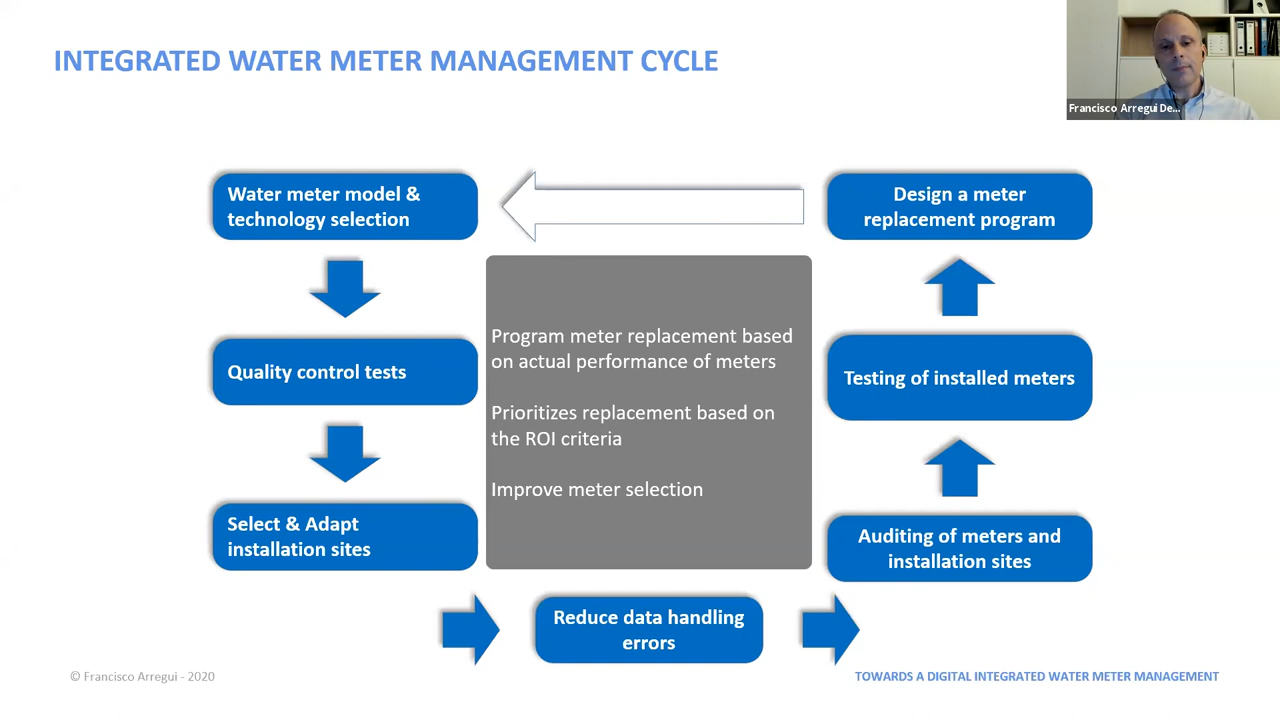 INTEGRATED WATER METER MANAGEMENT CYCLE
Francisco Arregui De...
Water meter model &
technology selection
Design a meter
replacement program
Program meter replacement based
on actual performance of meters
Prioritizes replacement based on
the ROI criteria
Improve meter selection
Quality control tests
Testing of installed meters
Select & Adapt
installation sites
Auditing of meters and
installation sites
Reduce data handling
errors
© Francisco Arregui - 2020
TOWARDS A DIGITAL INTEGRATED WATER METER MANAGEMENT